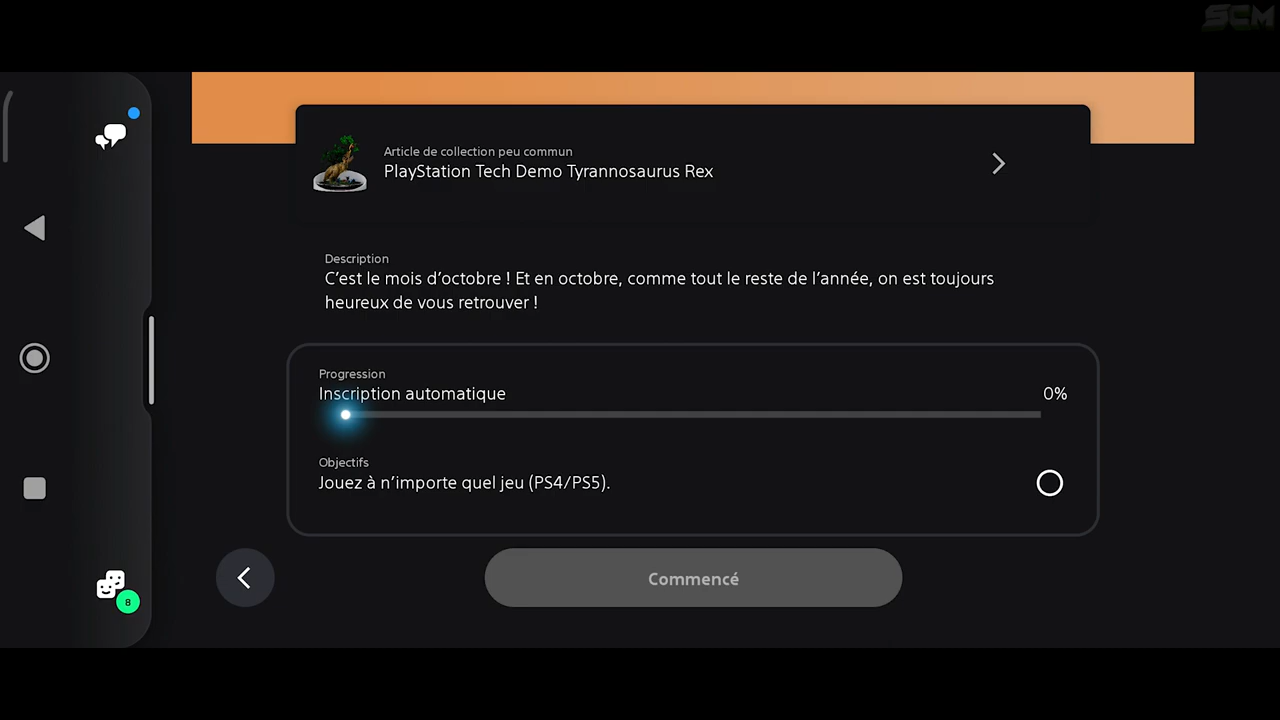 SCM
Article de collection peu commun
PlayStation Tech Demo Tyrannosaurus Rex
Description
C’est le mois d’octobre ! Et en octobre, comme tout le reste de l’année, on est toujours
heureux de vous retrouver !
Progression
Inscription automatique
0%
Objectifs
Jouez à n’importe quel jeu (PS4/PS5).
Commencé
8